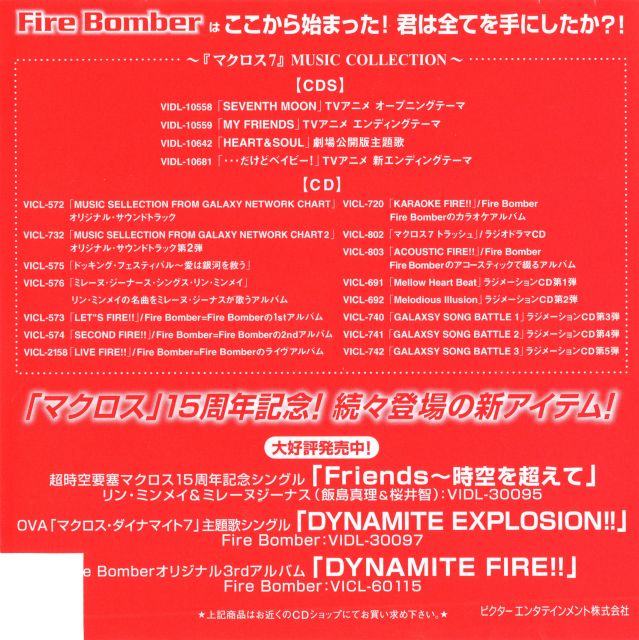 Fire Bomberはここから始まった! 君は全てを手にしたか?!
～『マクロス7』MUSIC COLLECTION～
【CDS】
VIDL-10558「SEVENTH MOON」TVアニメ オープニングテーマ
VIDL-10559「MY FRIENDS」TVアニメ エンディングテーマ
VIDL-10642「HEART&SOUL」劇場公開版主題歌
VIDL-10681「・・・だけどベイビー!」TVアニメ 新エンディングテーマ
【CD】
VICL-572「MUSIC SELLECTION FROM GALAXY NETWORK CHART」
オリジナル・サウンドトラック
VICL-732「MUSIC SELLECTION FROM GALAXY NETWORK CHART2」
オリジナル・サウンドトラック第2弾
VICL-575「ドッキング・フェスティバル～愛は銀河を救う」
VICL-576「ミレーヌ・ジーナス・シングス・リン・ミンメイ」
リン・ミンメイの名曲をミレーヌ・ジーナスが歌うアルバム
VICL-573「LET"S FIRE!!」/Fire Bomber=Fire Bomberの1stアルバム
VICL-574「SECOND FIRE!!」/Fire Bomber=Fire Bomberの2ndアルバム
VICL-2158「LIVE FIRE!!」/Fire Bomber=Fire Bomberのライヴアルバム
VICL-720「KARAOKE FIRE!!」/Fire Bomber
Fire Bomberのカラオケアルバム
VICL-802「マクロス7 トラッシュ」/ラジオドラマCD
VICL-803「ACOUSTIC FIRE!!」/Fire Bomber
Fire Bomberのアコースティックで綴るアルバム
VICL-691「Mellow Heart Beat」ラジメーションCD第1弾
VICL-692「Melodious Illusion」ラジメーションCD第2弾
VICL-740「GALAXSY SONG BATTLE 1」ラジメーションCD第3弾
VICL-741「GALAXSY SONG BATTLE 2」ラジメーションCD第4弾
VICL-742「GALAXSY SONG BATTLE 3」ラジメーションCD第5弾
「マクロス」15周年記念! 続々登場の新アイテム!
大好評発売中!
超時空要塞マクロス15周年記念シングル「Friends～時空を超えて」
リン・ミンメイ&ミレーヌジーナス(飯島真理&桜井智):VIDL-30095
OVA「マクロス・ダイナマイト7」主題歌シングル「DYNAMITE EXPLOSION!!」
Fire Bomber:VIDL-30097
e Bomberオリジナル3rdアルバム「DYNAMITE FIRE!!」
Fire Bomber:VICL-60115
★上記商品はお近くのCDショップにてお買い求め下さい。★
ビクターエンタテインメント株式会社